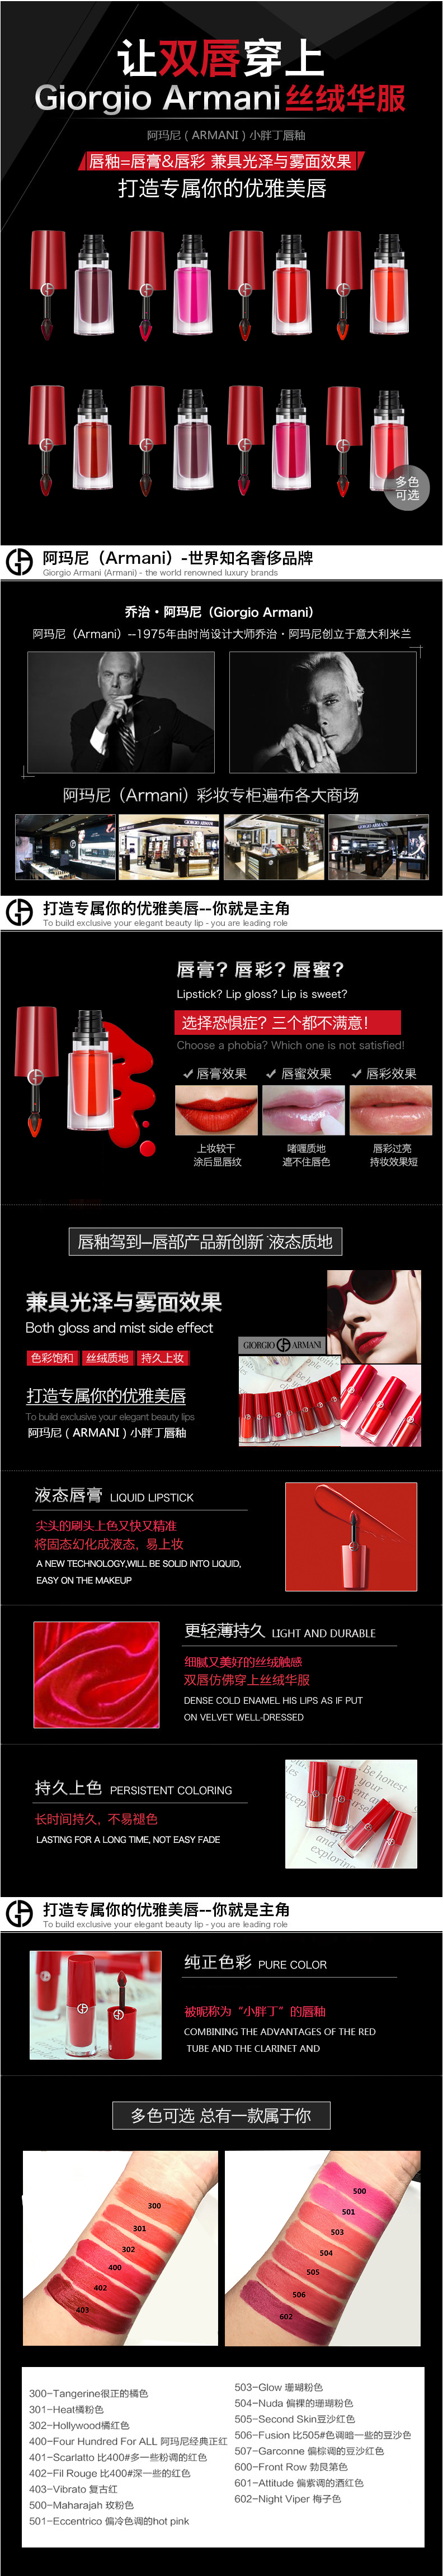 让双唇穿上
Giorgio Armani丝绒华服
阿玛尼（ARMANI）小胖丁唇釉
唇釉=唇膏&唇彩 兼具光泽与雾面效果
打造专属你的优雅美唇
多色
可选
阿玛尼（Armani）-世界知名奢侈品牌
Giorgio Armani (Armani) - the world renowned luxury brands
乔治·阿玛尼（Giorgio Armani）
阿玛尼（Armani）--1975年由时尚设计大师乔治·阿玛尼创立于意大利米兰
阿玛尼（Armani）彩妆专柜遍布各大商场
打造专属你的优雅美唇--你就是主角
To build exclusive your elegant beauty lip - you are leading role
唇膏？唇彩？唇蜜？
Lipstick? Lip gloss? Lip is sweet?
选择恐惧症？三个都不满意！
Choose a phobia? Which one is not satisfied!
唇膏效果 唇蜜效果 唇彩效果
上妆较干 啫喱质地 唇彩过亮
涂后显唇纹 遮不住唇色 持妆效果短
唇釉驾到—唇部产品新创新 液态质地
兼具光泽与雾面效果
Both gloss and mist side effect
色彩饱和 丝绒质地 持久上妆
GIORGIO ARMANI
打造专属你的优雅美唇
To build exclusive your elegant beauty lips
阿玛尼（ARMANI）小胖丁唇釉
液态唇膏 LIQUID LIPSTICK
尖头的刷头上色又快又精准
将固态幻化成液态，易上妆
A NEW TECHNOLOGY,WILL BE SOLID INTO LIQUID,
EASY ON THE MAKEUP
更轻薄持久 LIGHT AND DURABLE
细腻又美好的丝绒触感
双唇仿佛穿上丝绒华服
DENSE COLD ENAMEL HIS LIPS AS IF PUT
ON VELVET WELL-DRESSED
持久上色 PERSISTENT COLORING
长时间持久，不易褪色
LASTING FOR A LONG TIME, NOT EASY FADE
打造专属你的优雅美唇--你就是主角
To build exclusive your elegant beauty lip - you are leading role
纯正色彩 PURE COLOR
被昵称为“小胖丁”的唇釉
COMBINING THE ADVANTAGES OF THE RED
TUBE AND THE CLARINET AND
多色可选 总有一款属于你
300
301
302
400
402
403
500
501
503
504
505
506
602
300-Tangerine很正的橘色
301-Heat橘粉色
302-Hollywood橘红色
400-Four Hundred For ALL 阿玛尼经典正红
401-Scarlatto 比400#多一些粉调的红色
402-Fil Rouge 比400#深一些的红色
403-Vibrato 复古红
500-Maharajah 玫粉色
501-Eccentrico 偏冷色调的hot pink
503-Glow 珊瑚粉色
504-Nuda 偏裸的珊瑚粉色
505-Second Skin豆沙红色
506-Fusion 比505#色调暗一些的豆沙色
507-Garconne 偏棕调的豆沙红色
600-Front Row 勃艮第色
601-Attitude 偏紫调的酒红色
602-Night Viper 梅子色